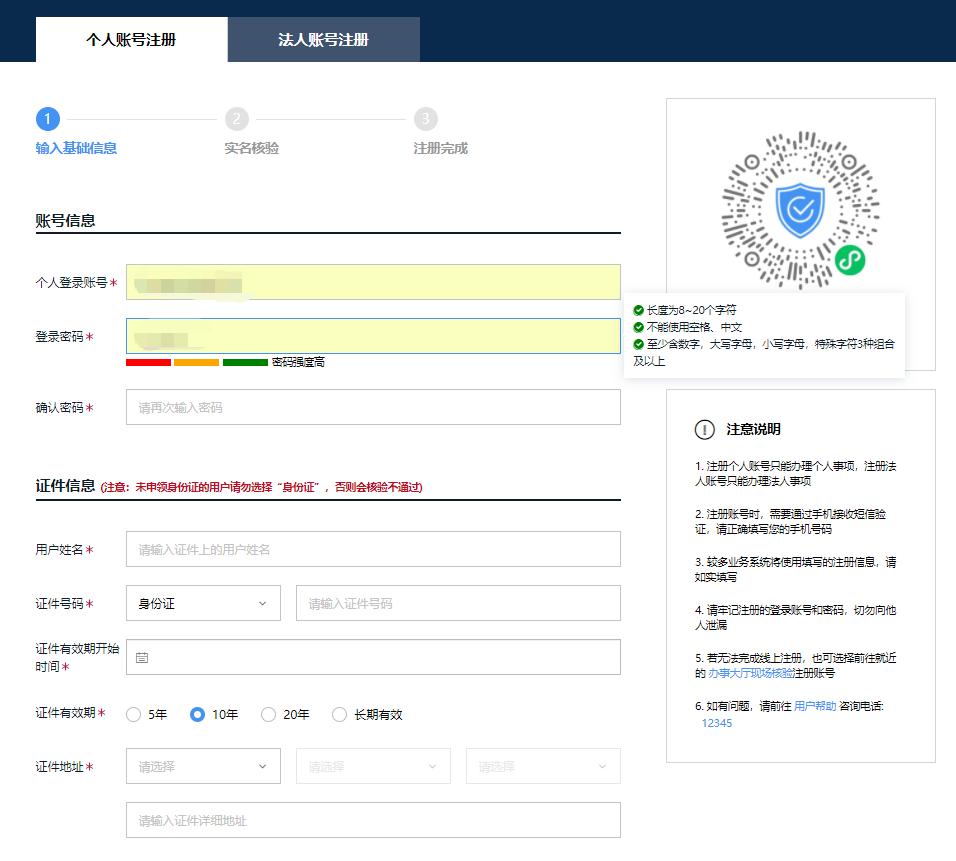 个人账号注册
法人账号注册
1
2
3
输入基础信息
实名核验
注册完成
账号信息
个人登录账号*
登录密码*
密码强度高
长度为8~20个字符
不能使用空格、中文
至少含数字，大写字母，小写字母，特殊字符3种组合
及以上
确认密码*
请再次输入密码
证件信息 (注意：未申领身份证的用户请勿选择“身份证”，否则会核验不通过)
用户姓名*
请输入证件上的用户姓名
证件号码*
身份证
请输入证件号码
证件有效期开始
时间*
证件有效期*
5年
10年
20年
长期有效
证件地址*
请选择
请选择
请选择
请输入证件详细地址
注意说明
1. 注册个人账号只能办理个人事项，注册法
人账号只能办理法人事项
2. 注册账号时，需要通过手机接收短信验
证，请正确填写您的手机号码
3. 较多业务系统将使用填写的注册信息，请
如实填写
4. 请牢记注册的登录账号和密码，切勿向他
人泄漏
5. 若无法完成线上注册，也可选择前往就近
的 办事大厅现场核验注册账号
6. 如有问题，请前往 用户帮助 咨询电话:
12345